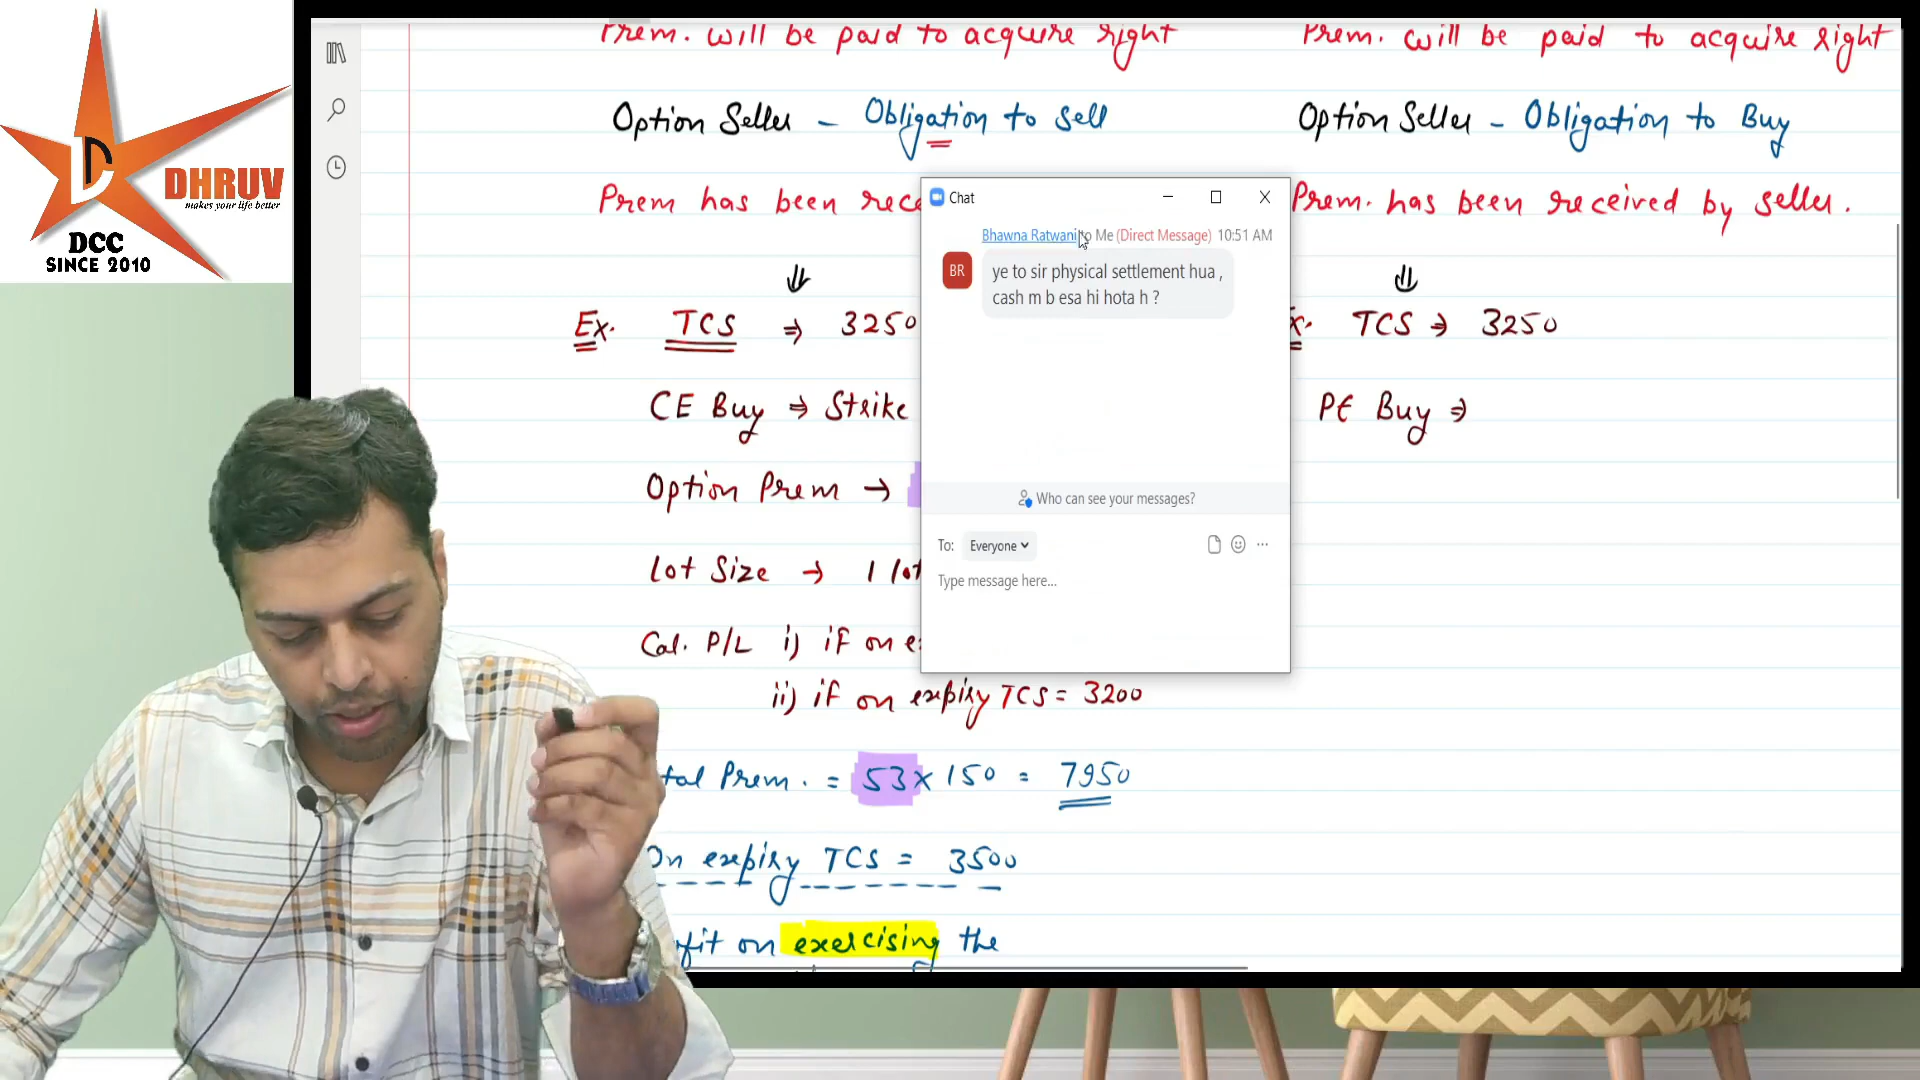 DHRUV
makes your life better
DCC
SINCE 2010
Prem. will be paid to acquire right
Prem. will be paid to acquire right
Option Seller - Obligation to Sell
Option Seller - Obligation to Buy
Prem has been rece
Prem. has been received by seller.
Ex. TCS ⇒ 3250
x. TCS ⇒ 3250
CE Buy ⇒ Strike
PE Buy ⇒
Option Prem →
Lot Size → 1 lot
Cal. P/L i) if on e
ii) if on expiry TCS = 3200
tal Prem. = 53 x 150 = 7950
On expiry TCS = 3500
fit on exercising the
Chat
Bhawna Ratwani to Me (Direct Message) 10:51 AM
BR
ye to sir physical settlement hua ,
cash m b esa hi hota h ?
Who can see your messages?
To: Everyone
Type message here...